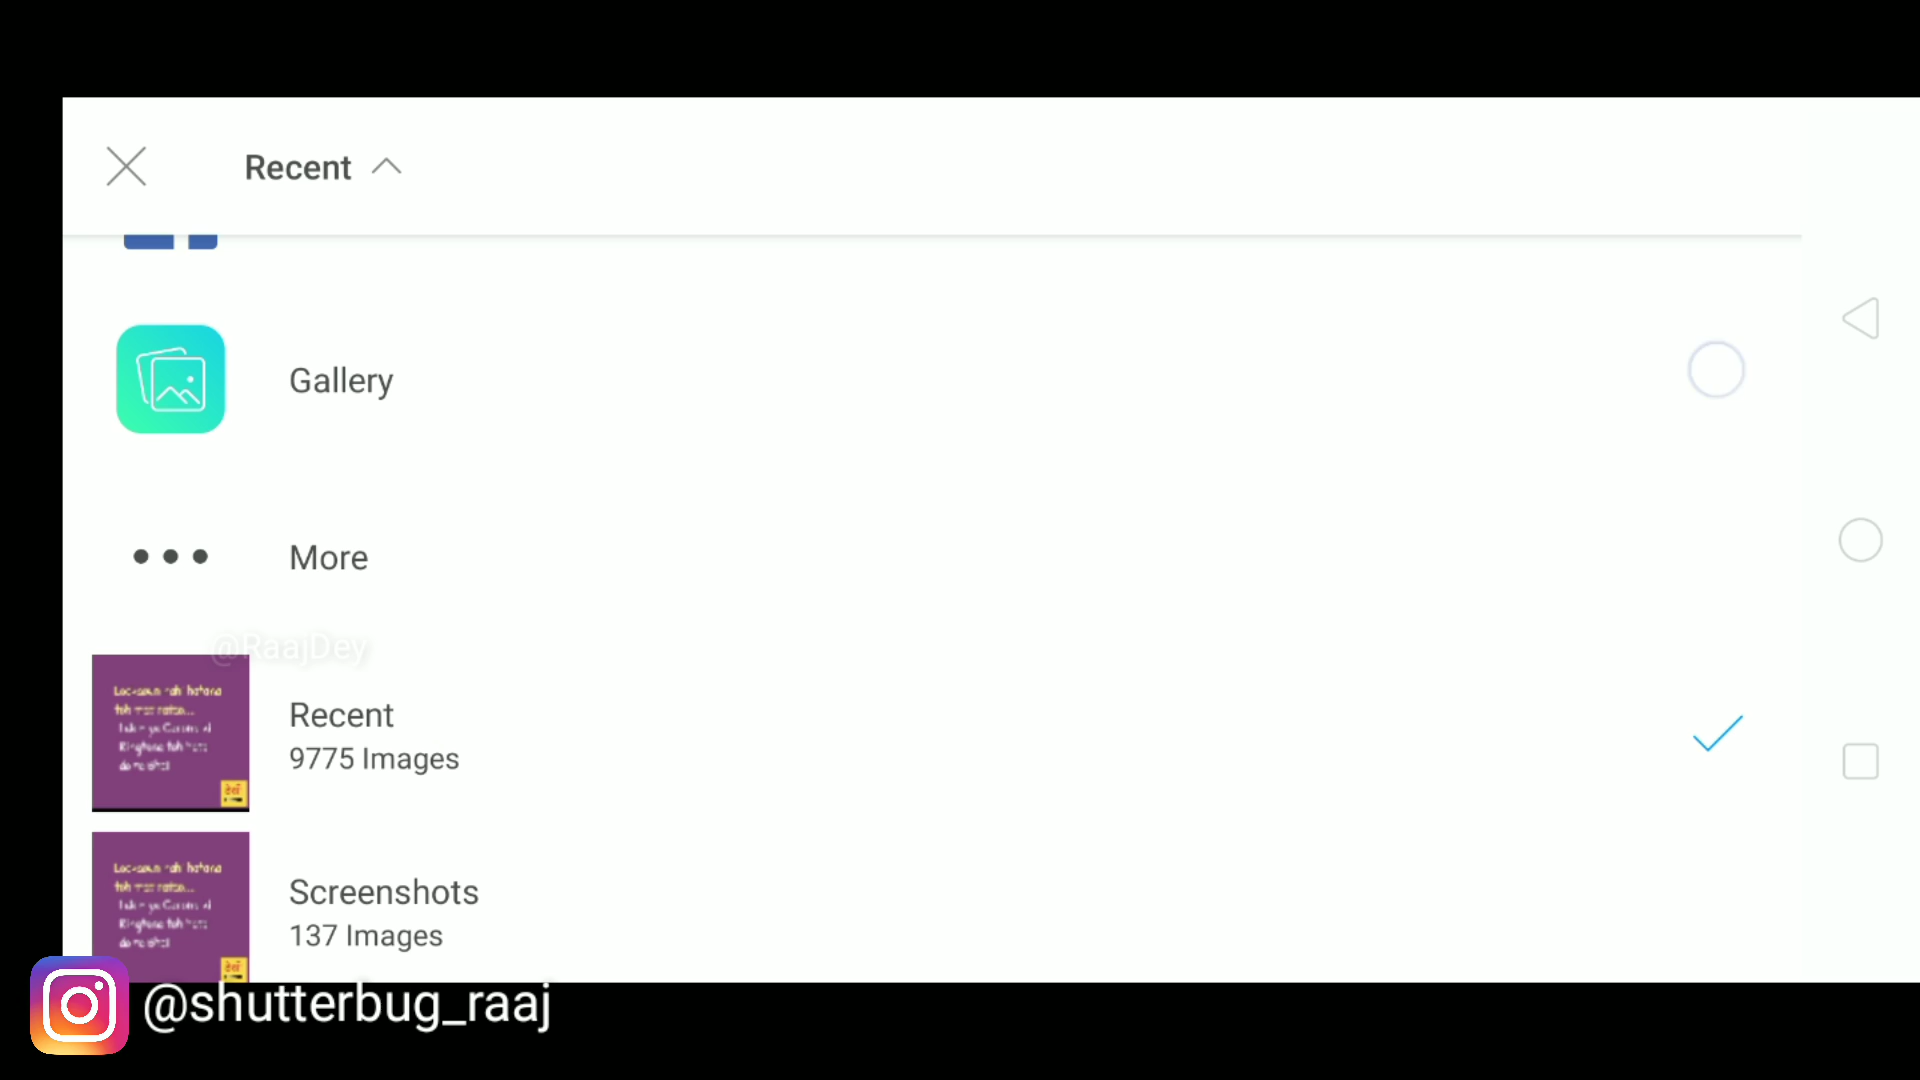 Recent
Gallery
More
@RaajDey
Recent
9775 Images
Screenshots
137 Images
@shutterbug_raaj